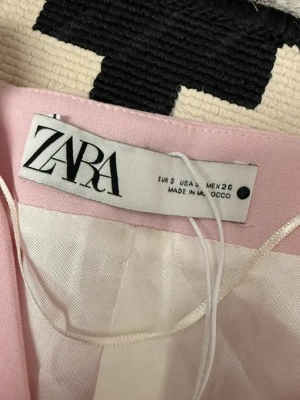 ZARA
EUR S USA S MEX 26
MADE IN MOROCCO